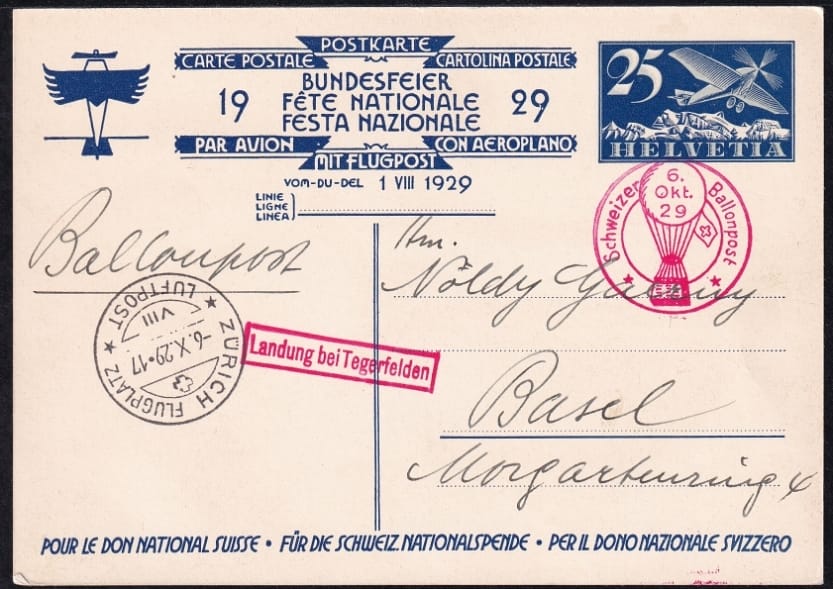 POSTKARTE
CARTE POSTALE CARTOLINA POSTALE
BUNDESFEIER
19 FÊTE NATIONALE 29
FESTA NAZIONALE
PAR AVION CON AEROPLANO
MIT FLUGPOST
VOM-DU-DEL 1 VIII 1929
LINIE
LIGNE
LINEA
25
HELVETIA
Schweizer Ballonpost
6.
Okt.
29
Ballonpost
Hrn.
Nöldy
Basel
Morgartenring 4
ZÜRICH FLUGPLATZ
LUFTPOST
VIII
-6.X.29•17
Landung bei Tegerfelden
POUR LE DON NATIONAL SUISSE • FÜR DIE SCHWEIZ. NATIONALSPENDE • PER IL DONO NAZIONALE SVIZZERO